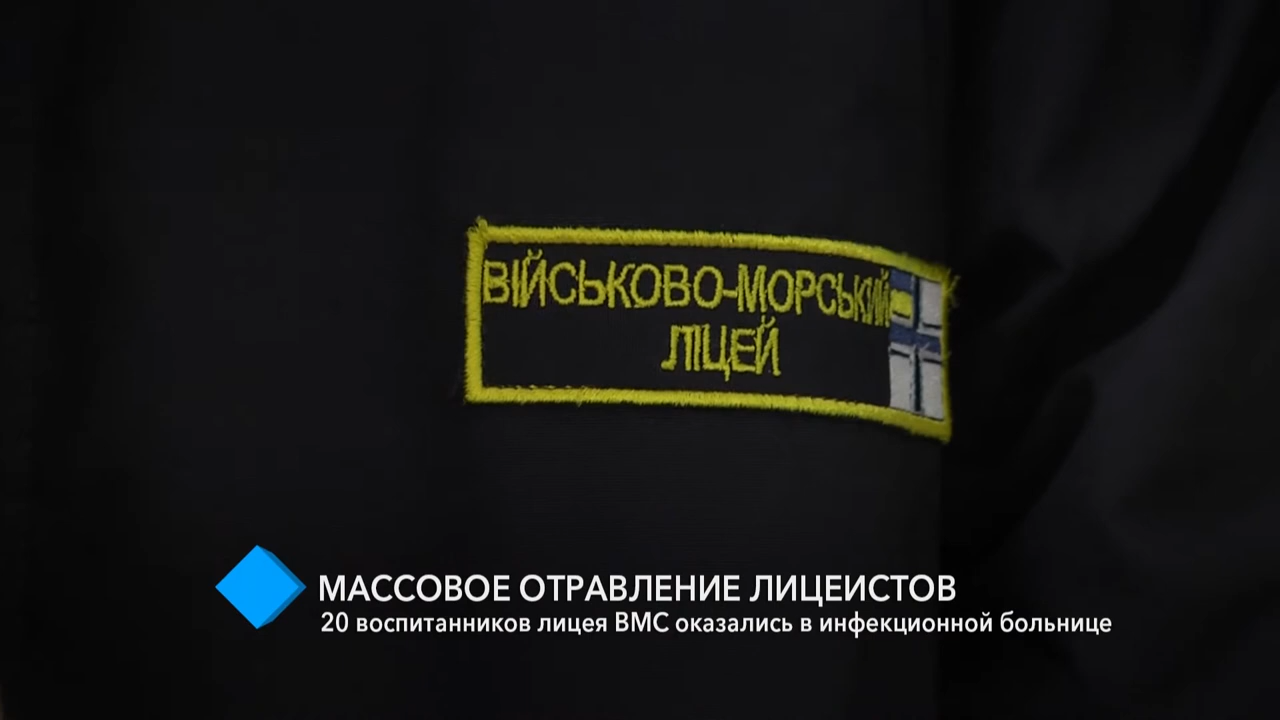 ВІЙСЬКОВО-МОРСЬКИЙ
ЛІЦЕЙ
МАССОВОЕ ОТРАВЛЕНИЕ ЛИЦЕИСТОВ
20 воспитанников лицея ВМС оказались в инфекционной больнице